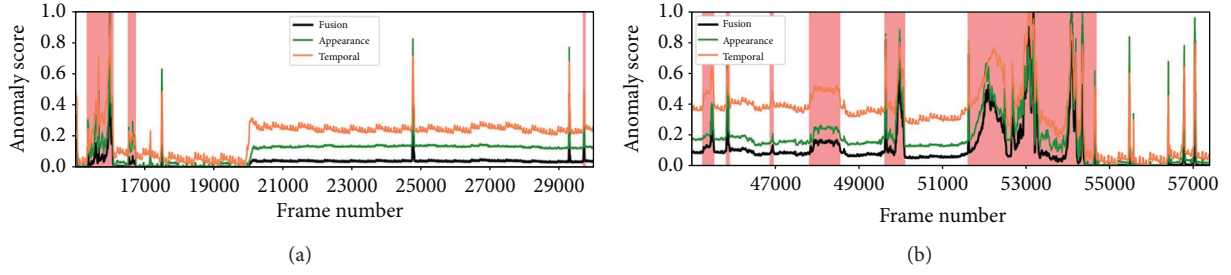 1.0
0.8
0.6
0.4
0.2
0.0
Anomaly score
Fusion
Appearance
Temporal
17000 19000 21000 23000 25000 27000 29000
Frame number
(a)
1.0
0.8
0.6
0.4
0.2
0.0
Anomaly score
Fusion
Appearance
Temporal
47000 49000 51000 53000 55000 57000
Frame number
(b)